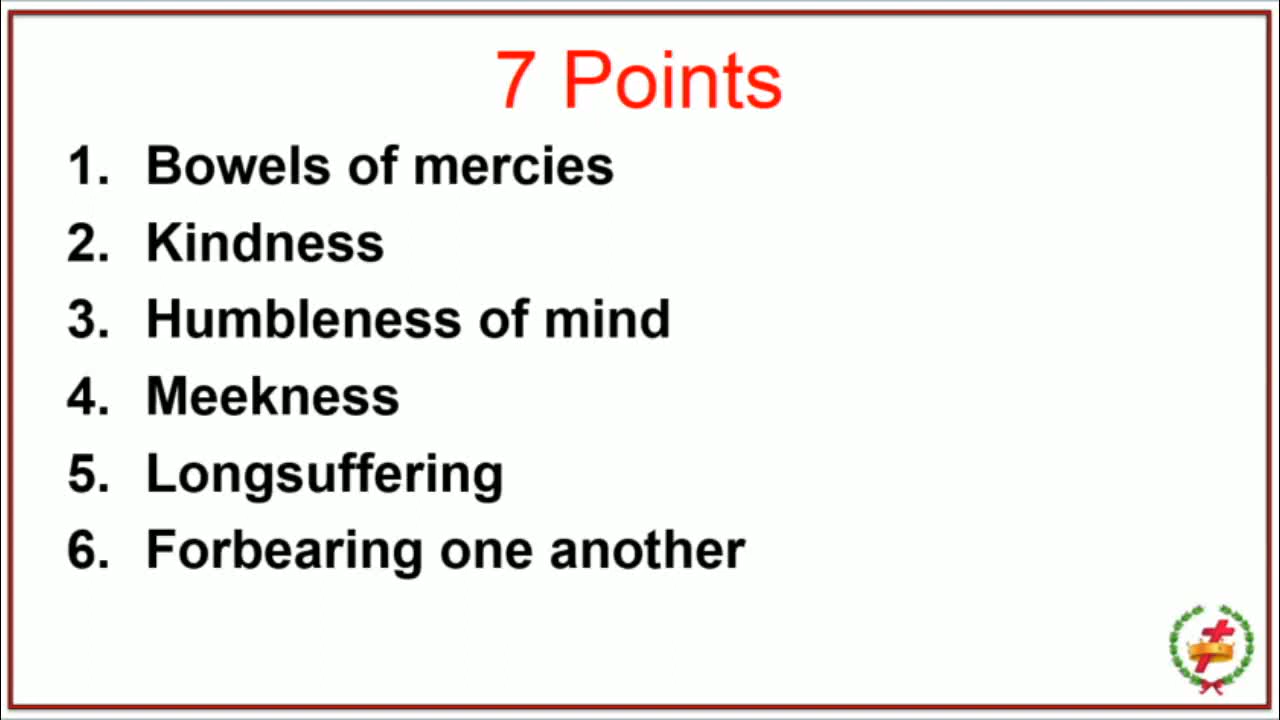 7 Points
1. Bowels of mercies
2. Kindness
3. Humbleness of mind
4. Meekness
5. Longsuffering
6. Forbearing one another